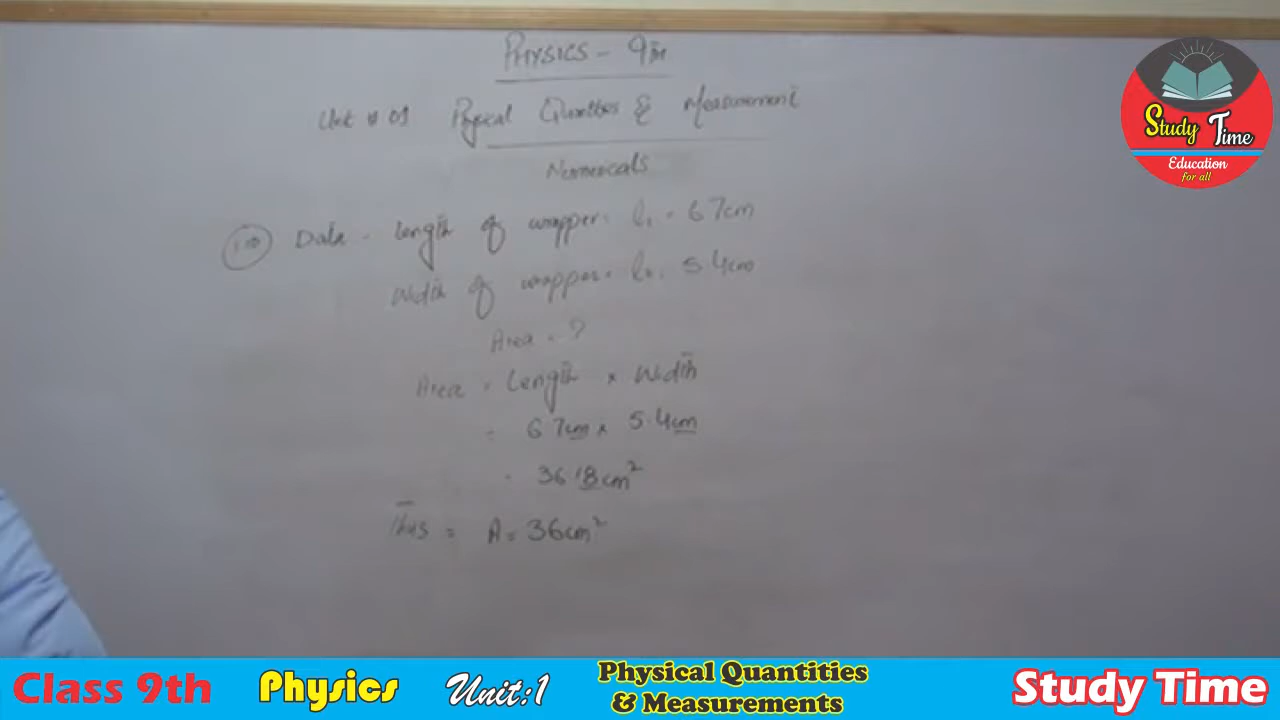 PHYSICS - 9th
Unit # 01 Physical Quantities & Measurement
Numericals
1.10 Data - Length of wrapper = l₁ = 6.7cm
Width of wrapper = l₂ = 5.4cm
Area = ?
Area = Length × Width
= 6.7cm × 5.4cm
= 36.18cm²
Thus = A = 36cm²
Study Time
Education
for all
Class 9th Physics Unit:1 Physical Quantities
& Measurements Study Time